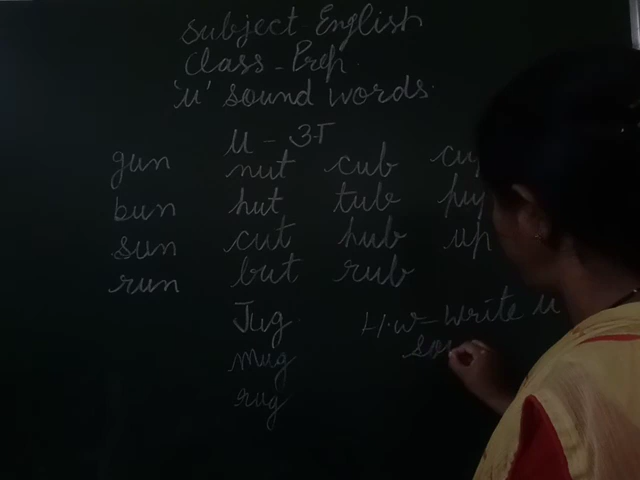 Subject-English
Class-Prep.
'u' sound words.
u - अ
gun nut cub
bun hut tub
sun cut hub up
run but rub
Jug
mug
rug
H.w- Write u